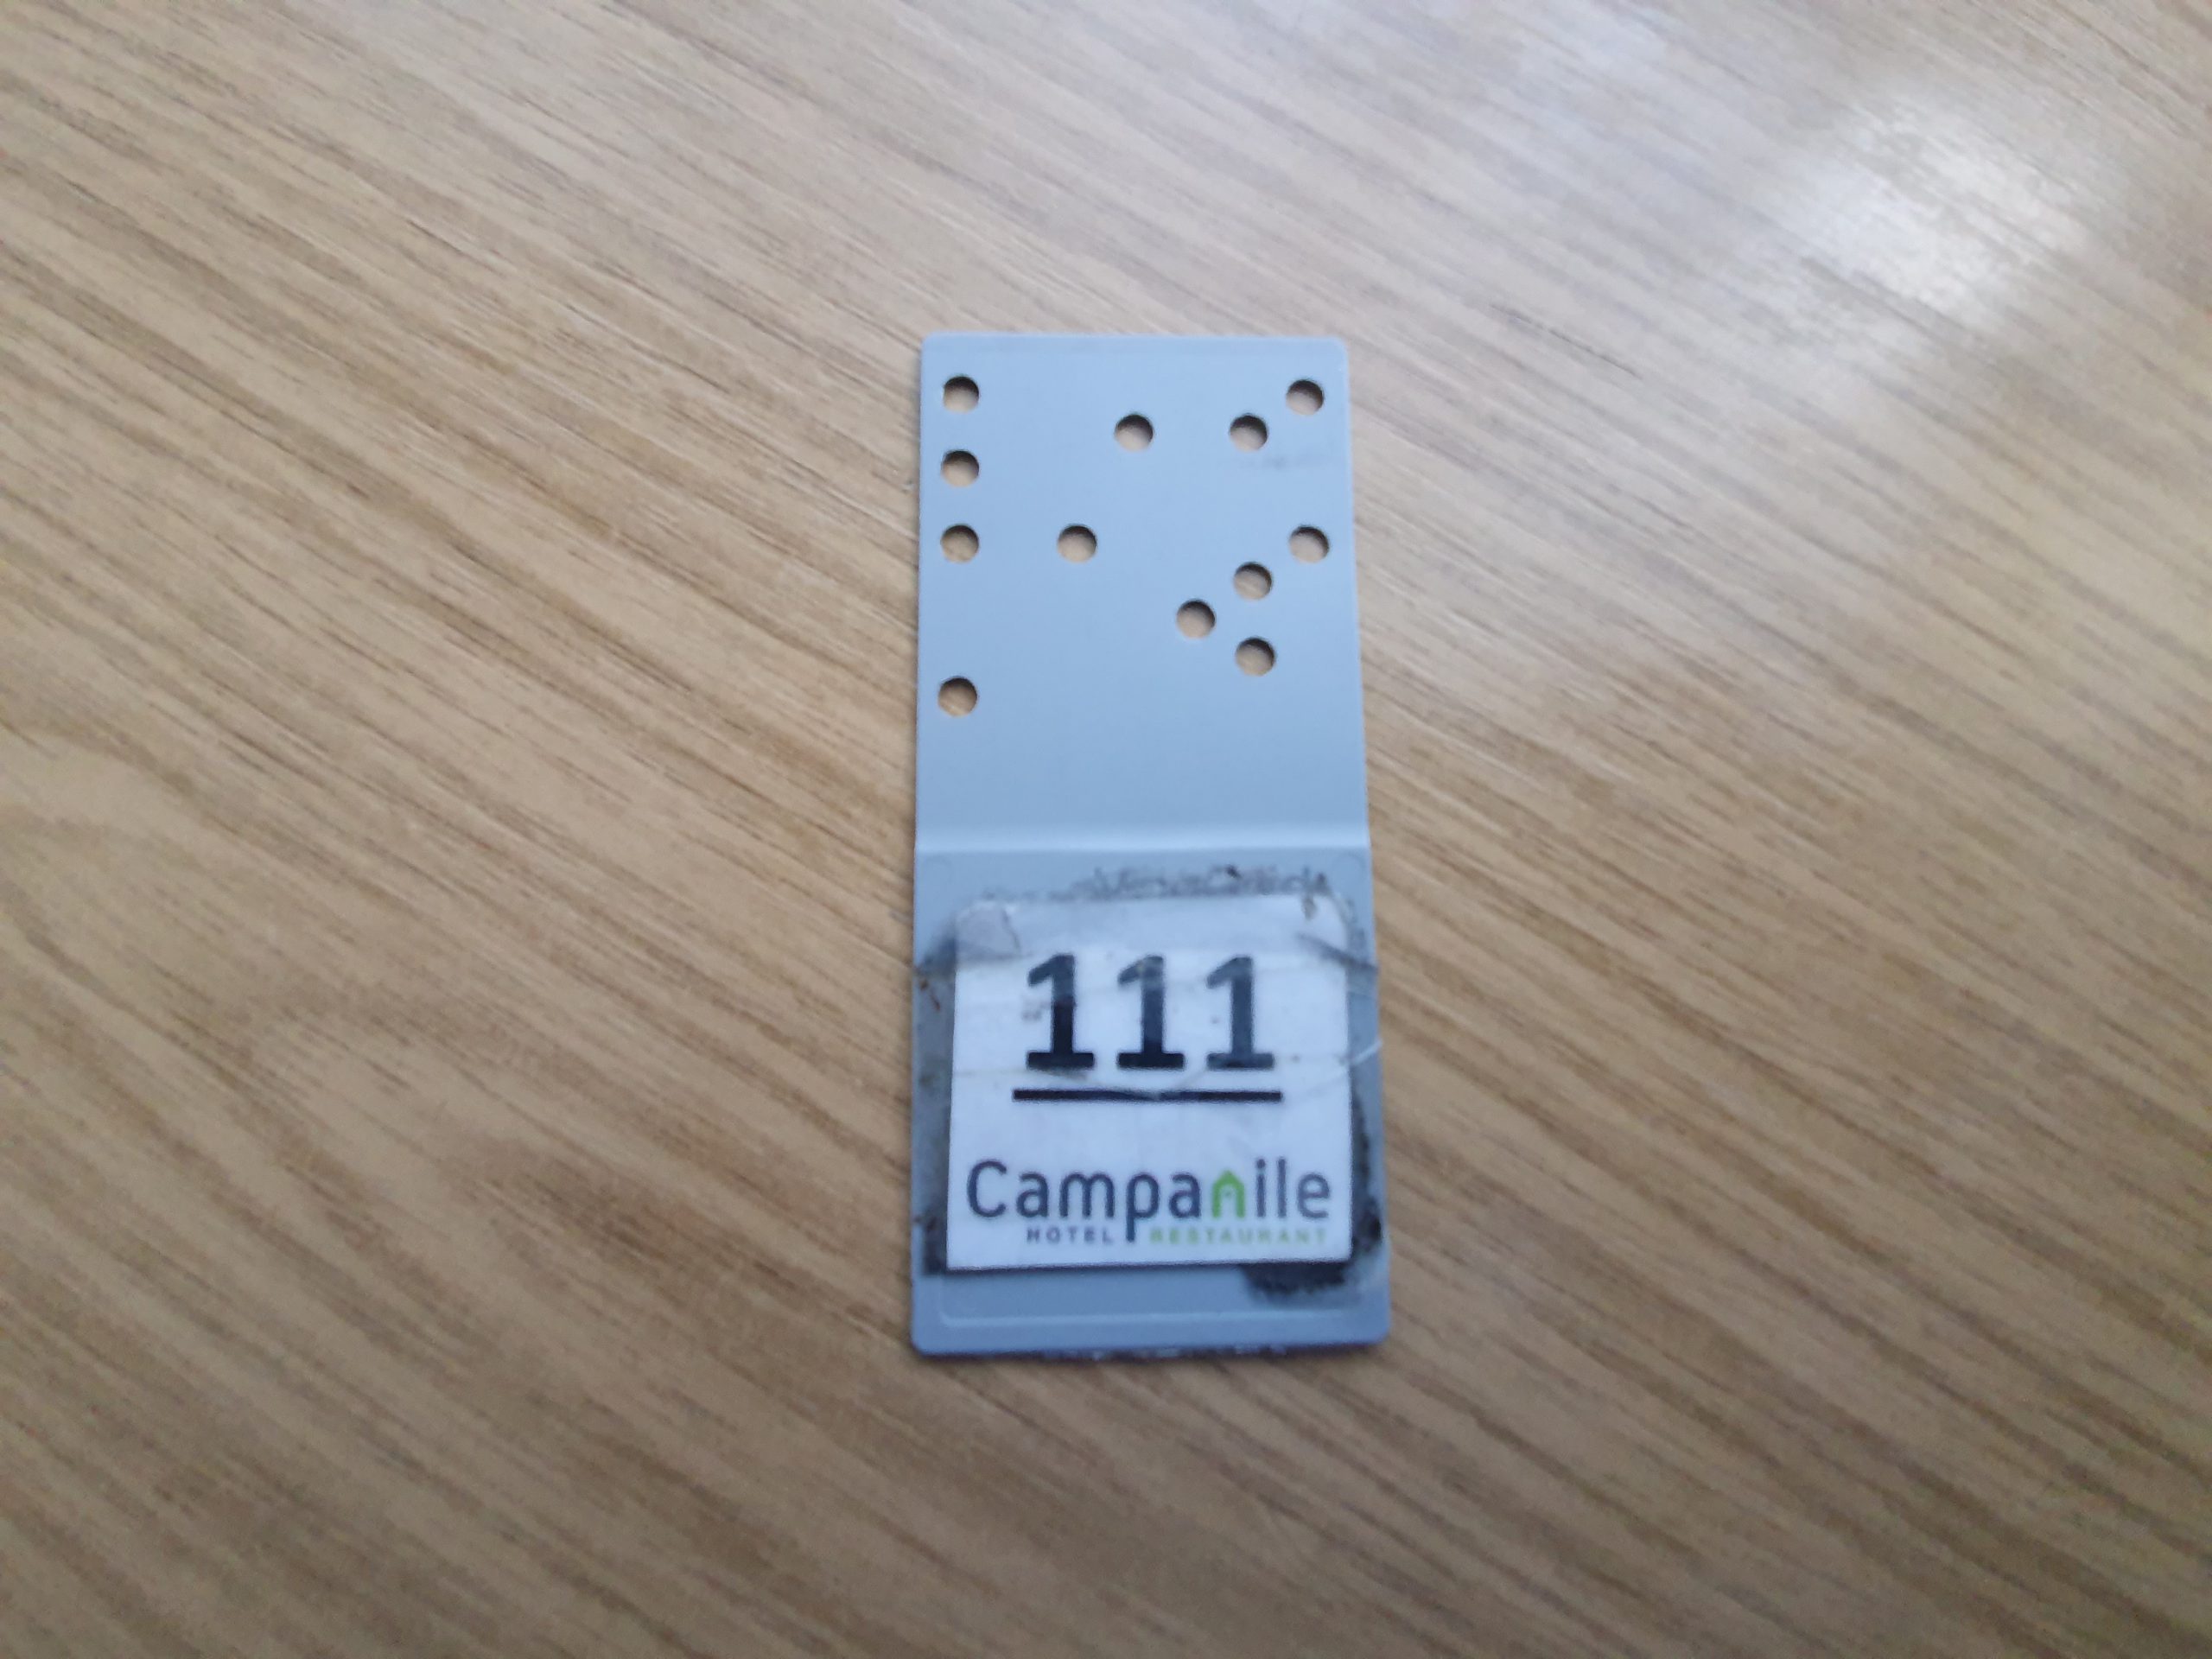 111
Campanile
HOTEL RESTAURANT